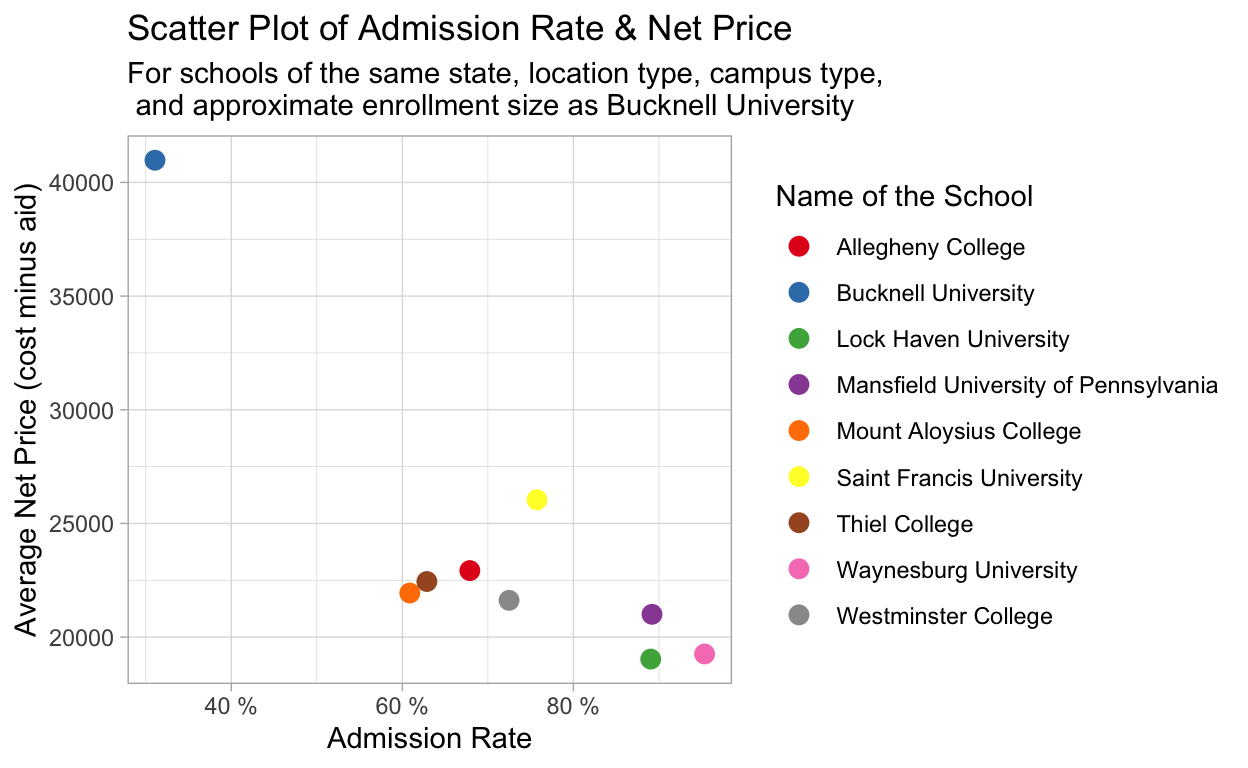 Scatter Plot of Admission Rate & Net Price
For schools of the same state, location type, campus type,
and approximate enrollment size as Bucknell University
Average Net Price (cost minus aid)
40000
35000
30000
25000
20000
40 %
60 %
80 %
Admission Rate
Name of the School
Allegheny College
Bucknell University
Lock Haven University
Mansfield University of Pennsylvania
Mount Aloysius College
Saint Francis University
Thiel College
Waynesburg University
Westminster College